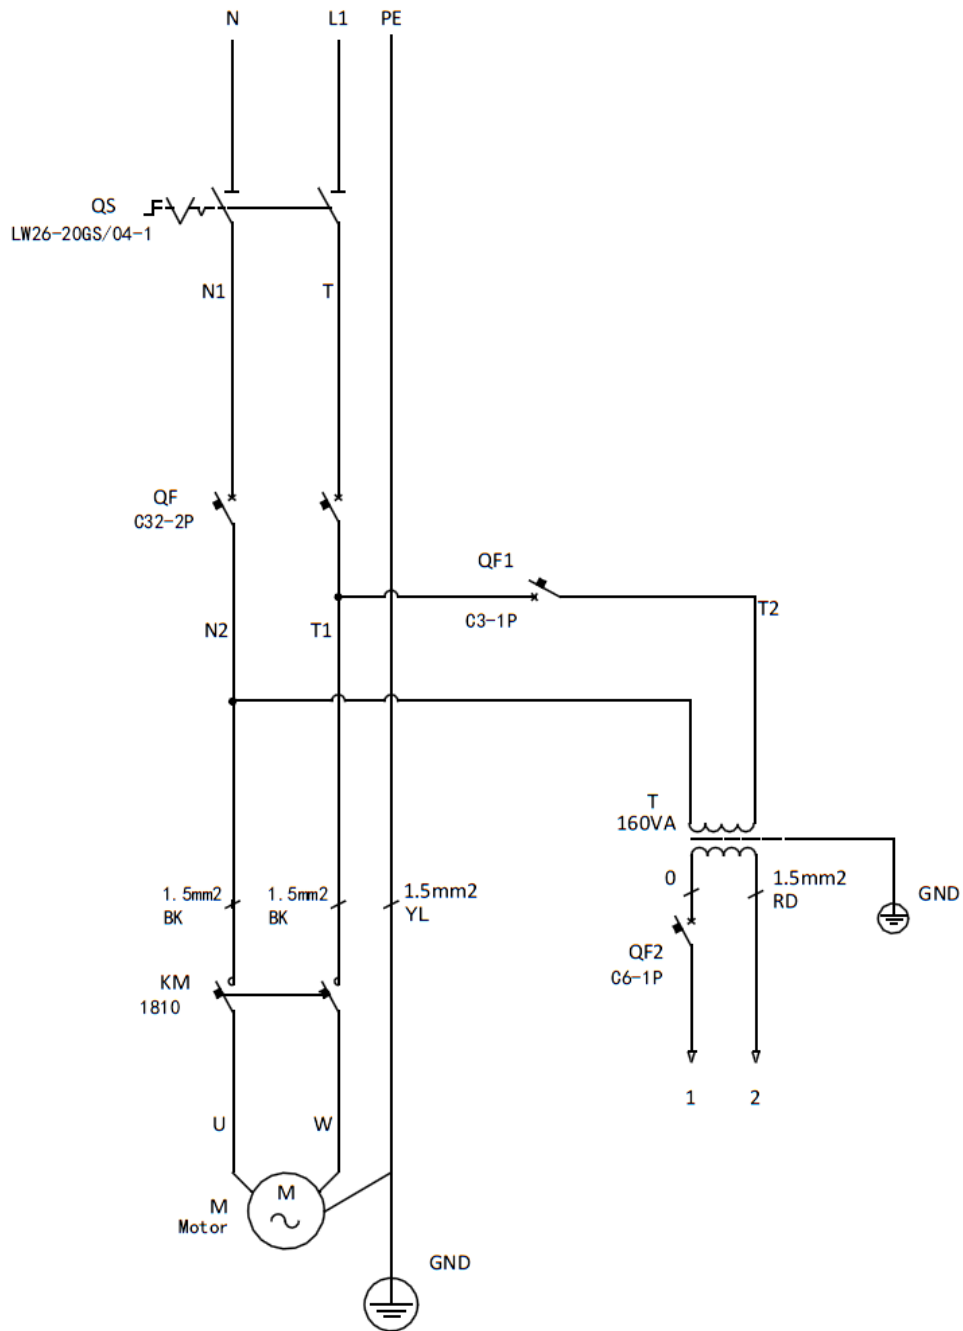 N L1 PE
QS
LW26-20GS/04-1
N1 T
QF
C32-2P
QF1
C3-1P
T2
N2 T1
T
160VA
0 1.5mm2
RD
GND
1.5mm2 1.5mm2 1.5mm2
BK BK YL
QF2
C6-1P
KM
1810
1 2
U W
M
M
Motor
GND